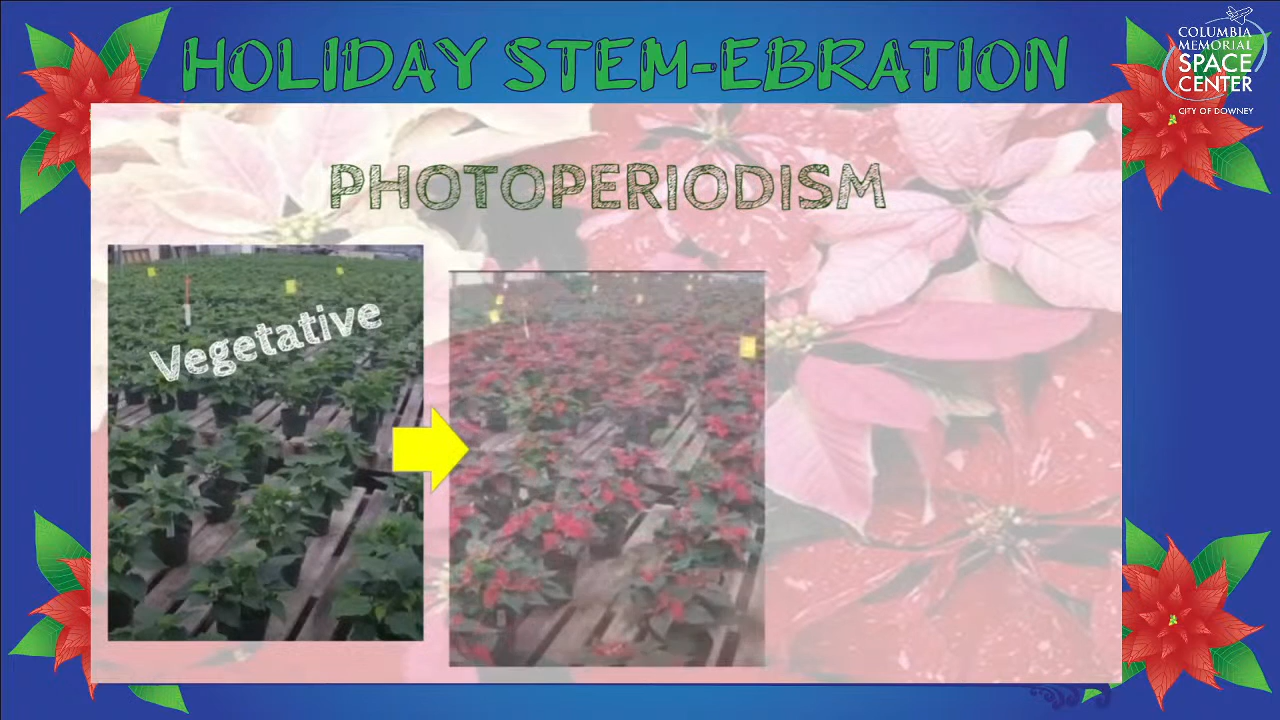 HOLIDAY STEM-EBRATION
COLUMBIA
MEMORIAL
SPACE
CENTER
CITY OF DOWNEY
PHOTOPERIODISM
Vegetative